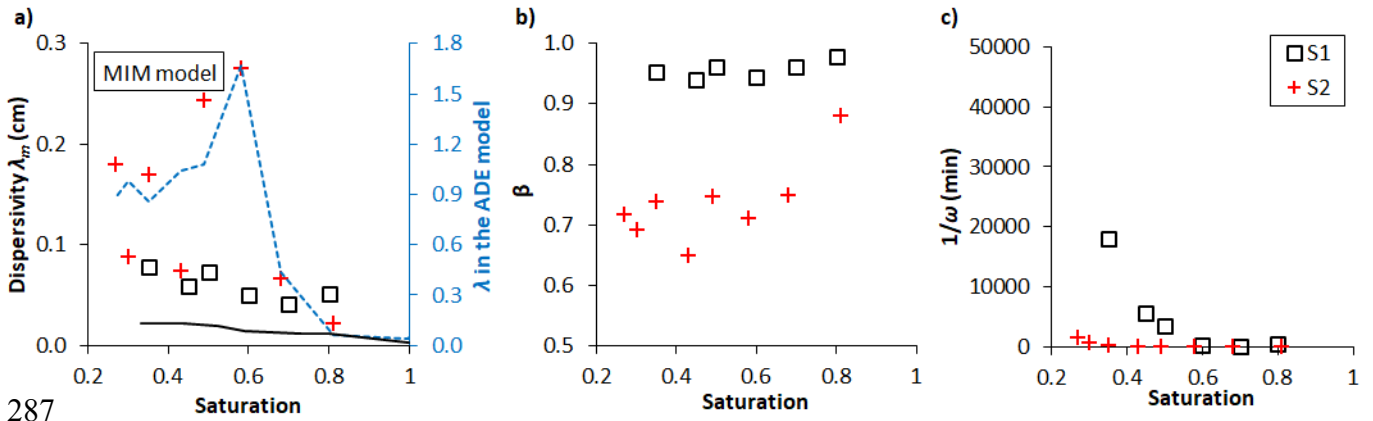 a)
0.3
0.2
0.1
0.0
Dispersivity λm (cm)
MIM model
1.8
1.5
1.2
0.9
0.6
0.3
0.0
λ in the ADE model
0.2 0.4 0.6 0.8 1
Saturation
b)
1.0
0.9
0.8
0.7
0.6
0.5
β
0.2 0.4 0.6 0.8 1
Saturation
c)
50000
40000
30000
20000
10000
0
1/ω (min)
S1
S2
0.2 0.4 0.6 0.8 1
Saturation
287